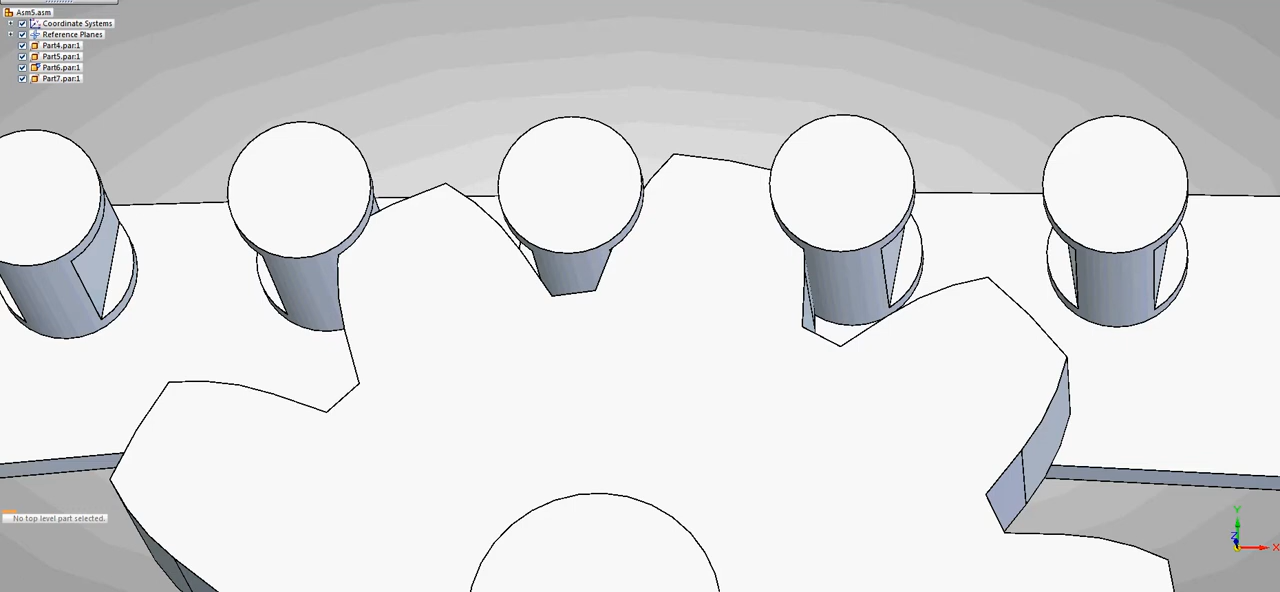 Asm5.asm
Coordinate Systems
Reference Planes
Part4.par:1
Part5.par:1
Part6.par:1
Part7.par:1
No top level part selected.
Y
Z
X